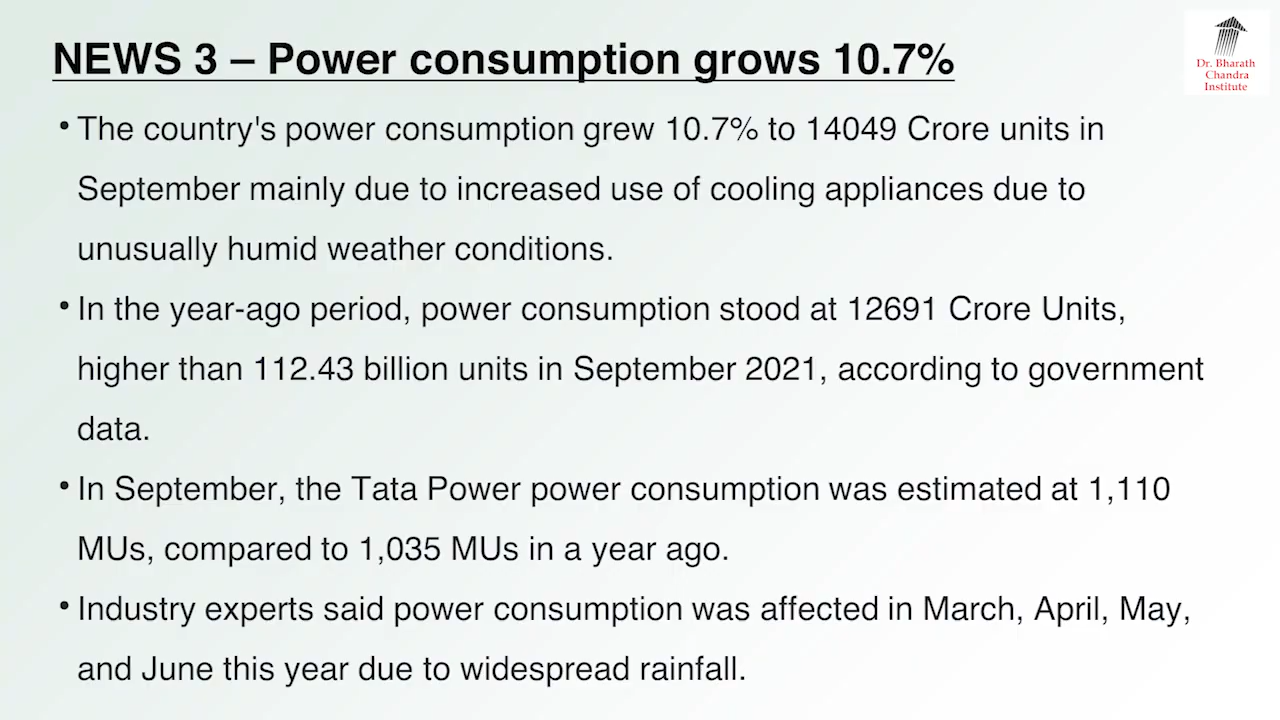 NEWS 3 – Power consumption grows 10.7%
Dr. Bharath
Chandra
Institute
• The country's power consumption grew 10.7% to 14049 Crore units in
September mainly due to increased use of cooling appliances due to
unusually humid weather conditions.
• In the year-ago period, power consumption stood at 12691 Crore Units,
higher than 112.43 billion units in September 2021, according to government
data.
• In September, the Tata Power power consumption was estimated at 1,110
MUs, compared to 1,035 MUs in a year ago.
• Industry experts said power consumption was affected in March, April, May,
and June this year due to widespread rainfall.